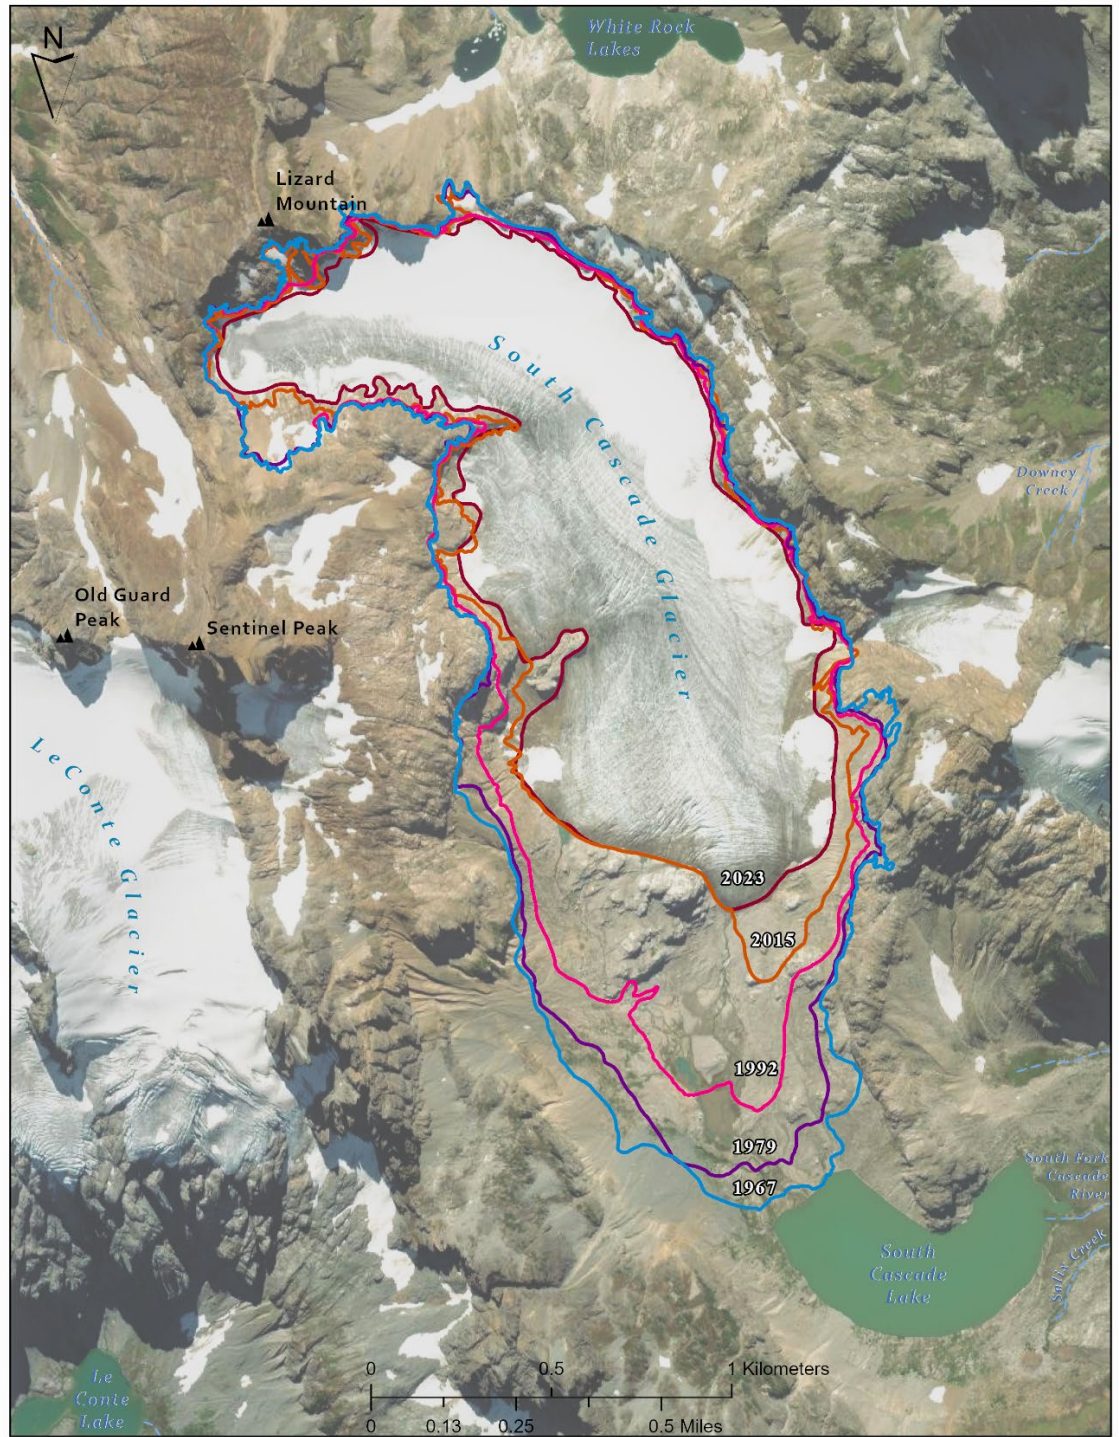 White Rock
Lakes
N
Lizard
Mountain
South Cascade Glacier
Downey
Creek
Old Guard
Peak
Sentinel Peak
LeConte Glacier
2023
2015
1992
1979
1967
South Fork
Cascade
River
South
Cascade
Lake
Sally Creek
Le
Conte
Lake
0 0.5 1 Kilometers
0 0.13 0.25 0.5 Miles